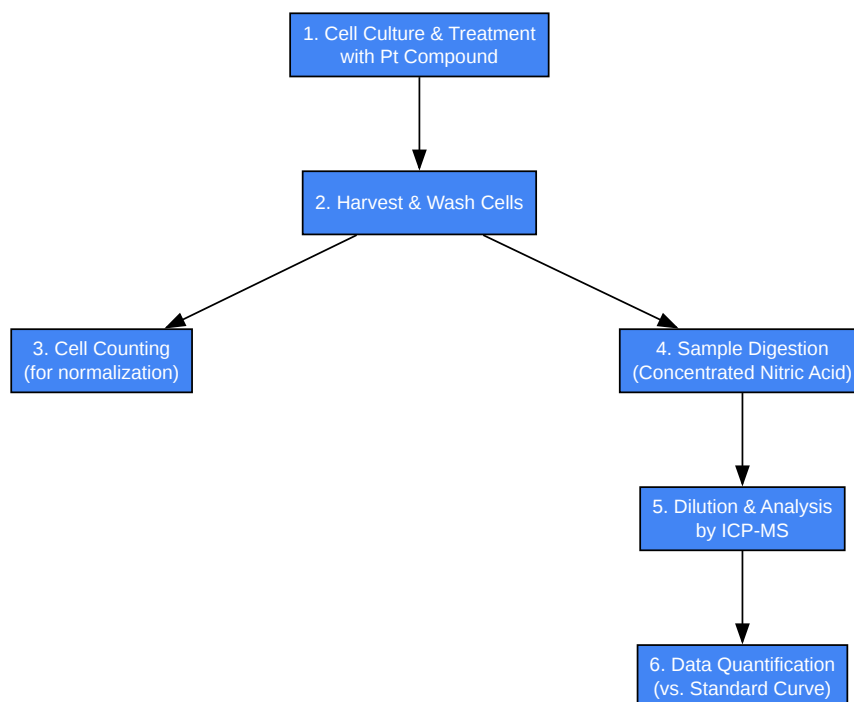 1. Cell Culture & Treatment
with Pt Compound
2. Harvest & Wash Cells
3. Cell Counting
(for normalization)
4. Sample Digestion
(Concentrated Nitric Acid)
5. Dilution & Analysis
by ICP-MS
6. Data Quantification
(vs. Standard Curve)